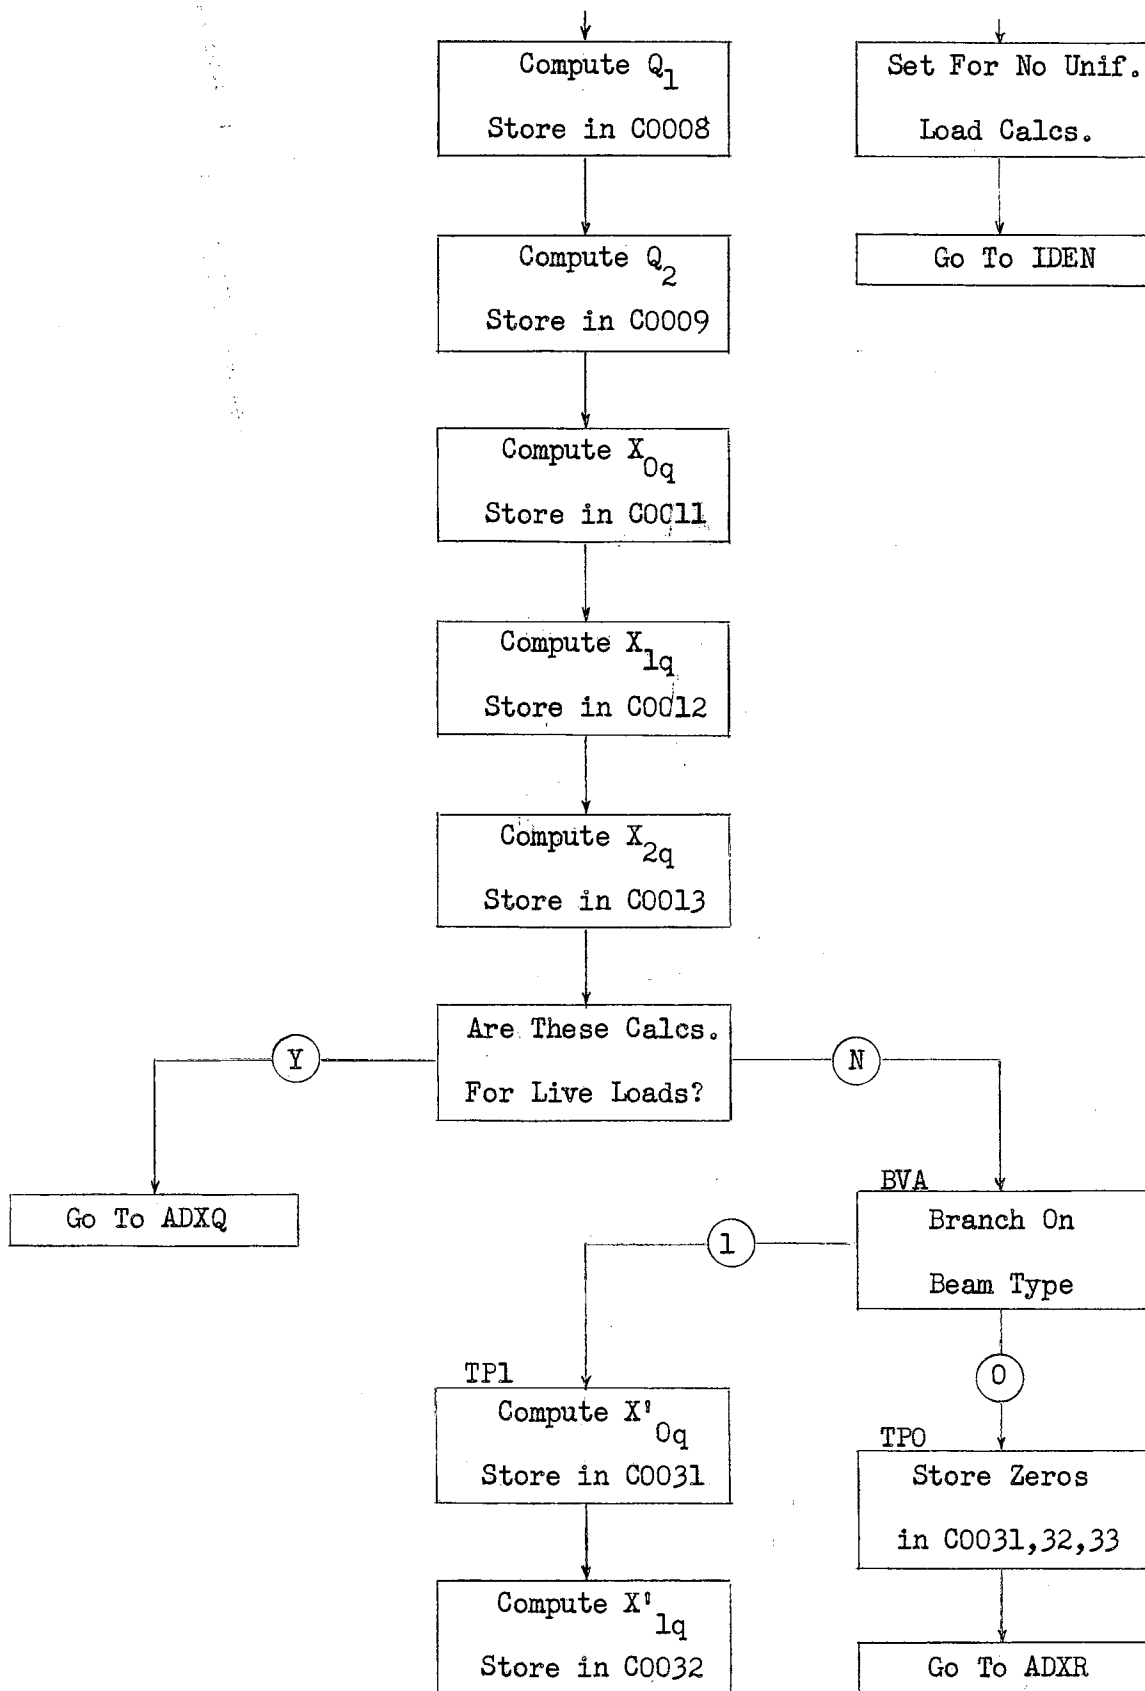 Compute Q1
Store in C0008
Set For No Unif.
Load Calcs.
Compute Q2
Store in C0009
Go To IDEN
Compute X0q
Store in C0011
Compute X1q
Store in C0012
Compute X2q
Store in C0013
Are These Calcs.
For Live Loads?
Y
N
Go To ADXQ
BVA
Branch On
Beam Type
1
0
TP1
Compute X'0q
Store in C0031
TP0
Store Zeros
in C0031,32,33
Compute X'1q
Store in C0032
Go To ADXR